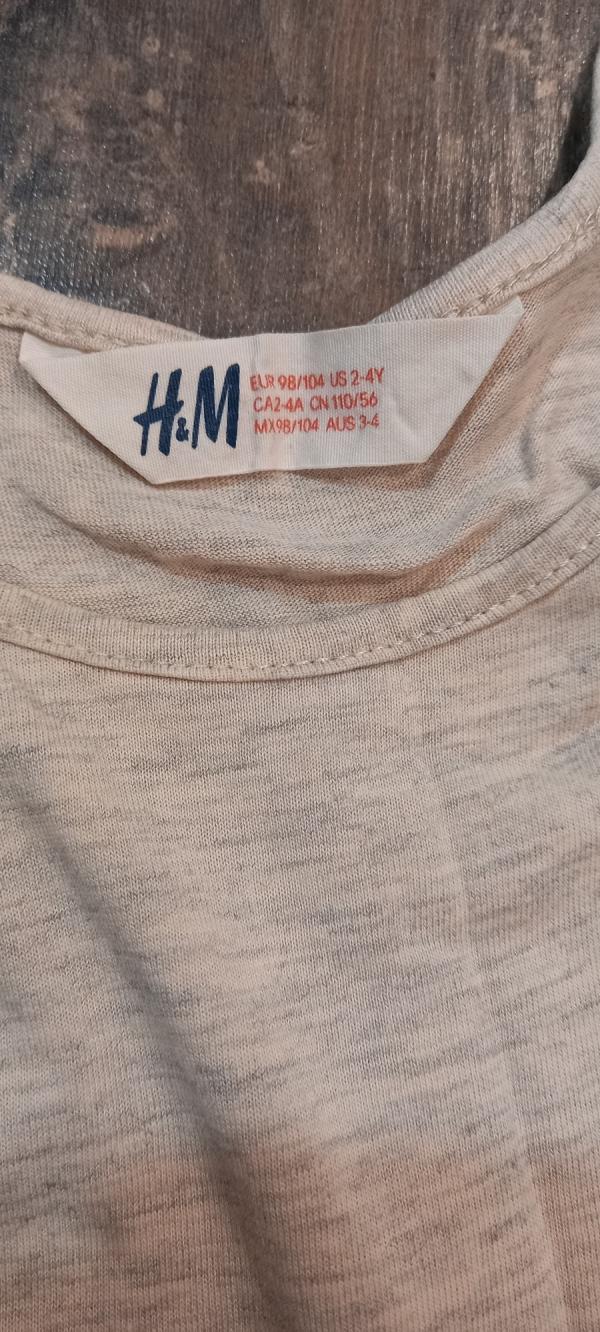 H&M
EUR 98/104 US 2-4Y
CA2-4A CN 110/56
MX98/104 AUS 3-4